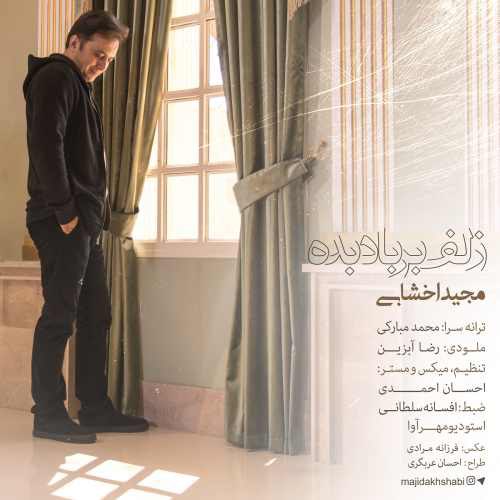 زلف بر باد بده
مجید اخشابی
ترانه سرا: محمد مبارکی
ملودی: رضا آبزین
تنظیم، میکس و مستر:
احسان احمدی
ضبط: افسانه سلطانی
استودیو مهرآوا
عکس: فرزانه مرادی
طراح: احسان عربگری
majidakhshabi